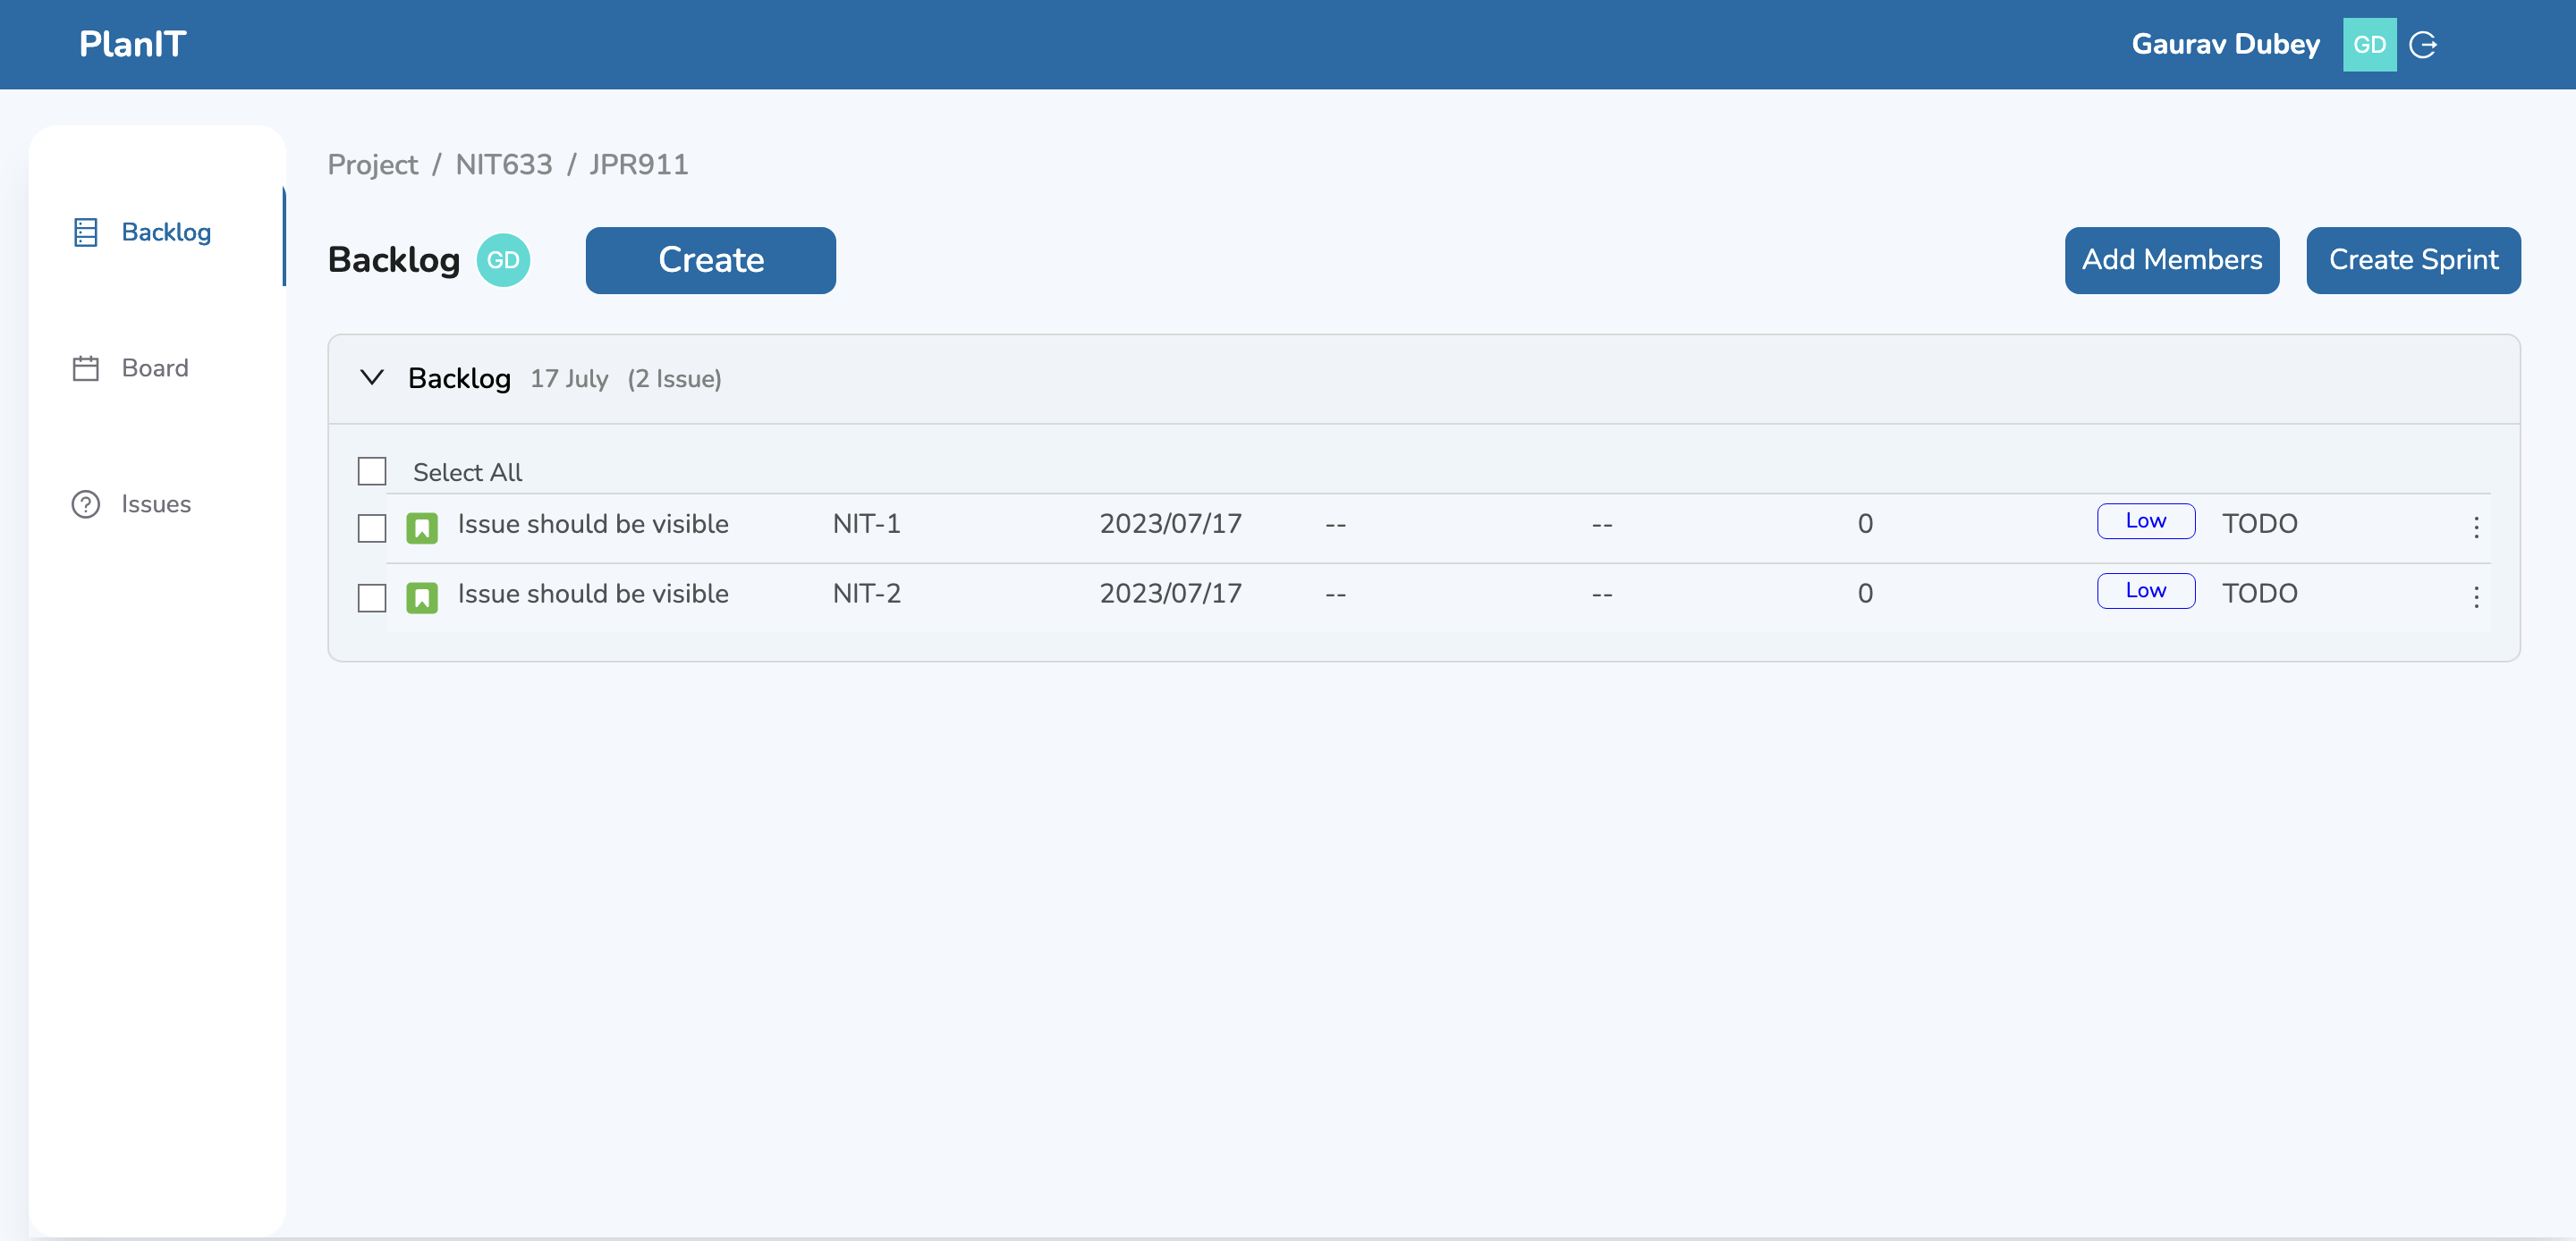 PlanIT
Gaurav Dubey GD
Project / NIT633 / JPR911
Backlog GD Create Add Members Create Sprint
Backlog
Board
Issues
Backlog 17 July (2 Issue)
Select All
Issue should be visible NIT-1 2023/07/17 -- -- 0 Low TODO
Issue should be visible NIT-2 2023/07/17 -- -- 0 Low TODO